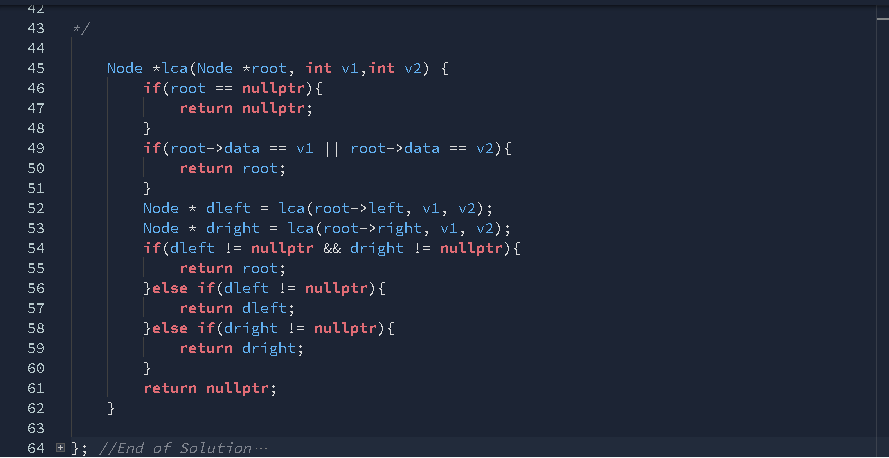 42
43 */
44
45 Node *lca(Node *root, int v1,int v2) {
46 if(root == nullptr){
47 return nullptr;
48 }
49 if(root->data == v1 || root->data == v2){
50 return root;
51 }
52 Node * dleft = lca(root->left, v1, v2);
53 Node * dright = lca(root->right, v1, v2);
54 if(dleft != nullptr && dright != nullptr){
55 return root;
56 }else if(dleft != nullptr){
57 return dleft;
58 }else if(dright != nullptr){
59 return dright;
60 }
61 return nullptr;
62 }
63
64 }; //End of Solution…